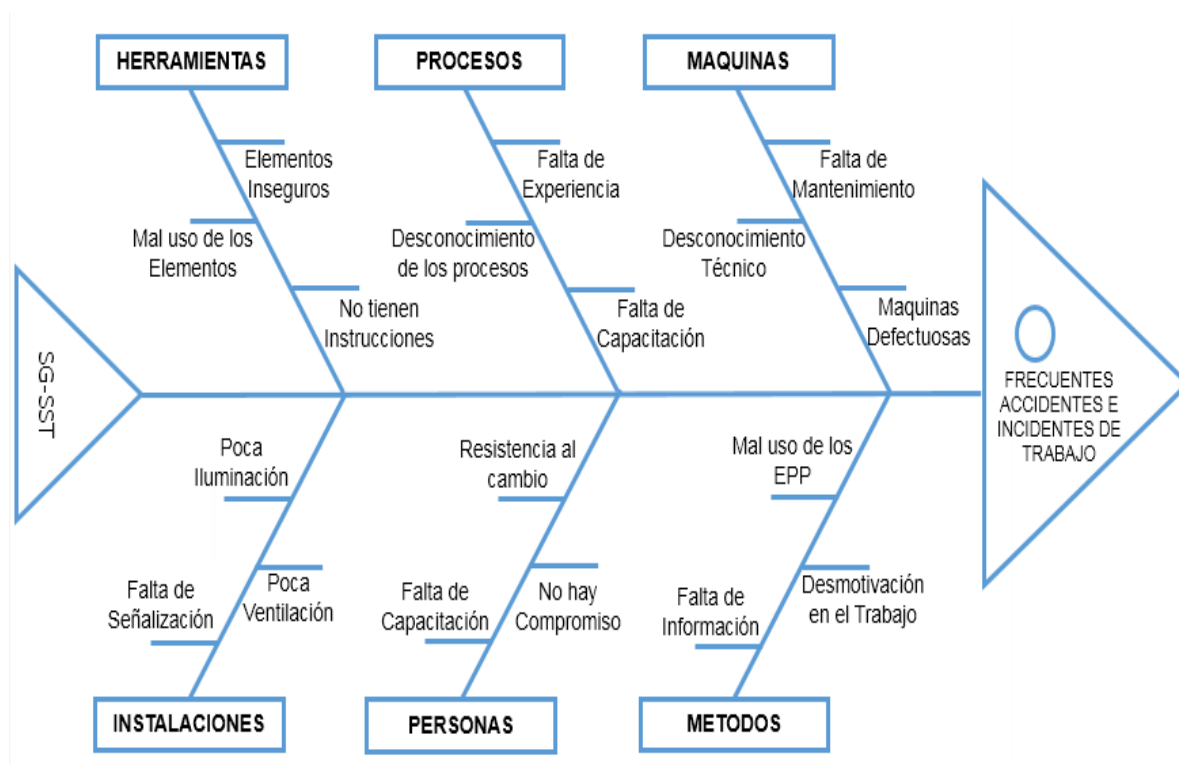 HERRAMIENTAS
PROCESOS
MAQUINAS
Elementos
Inseguros
Mal uso de los
Elementos
No tienen
Instrucciones
Falta de
Experiencia
Desconocimiento
de los procesos
Falta de
Capacitación
Falta de
Mantenimiento
Desconocimiento
Técnico
Maquinas
Defectuosas
SG-SST
FRECUENTES
ACCIDENTES E
INCIDENTES DE
TRABAJO
Poca
Iluminación
Falta de
Señalización
Poca
Ventilación
Resistencia al
cambio
Falta de
Capacitación
No hay
Compromiso
Mal uso de los
EPP
Falta de
Información
Desmotivación
en el Trabajo
INSTALACIONES
PERSONAS
METODOS